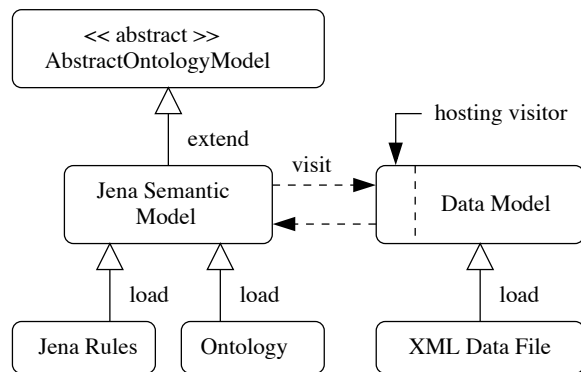 << abstract >>
AbstractOntologyModel
hosting visitor
extend
visit
Jena Semantic
Model
Data Model
load
load
load
Jena Rules
Ontology
XML Data File